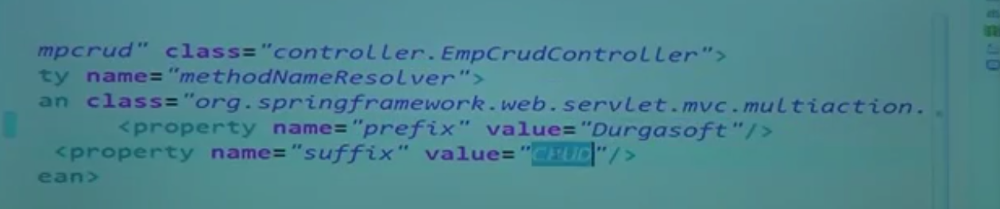 mpcrud" class="controller.EmpCrudController">
ty name="methodNameResolver">
an class="org.springframework.web.servlet.mvc.multiaction.
<property name="prefix" value="Durgasoft"/>
<property name="suffix" value="CRUD"/>
ean>